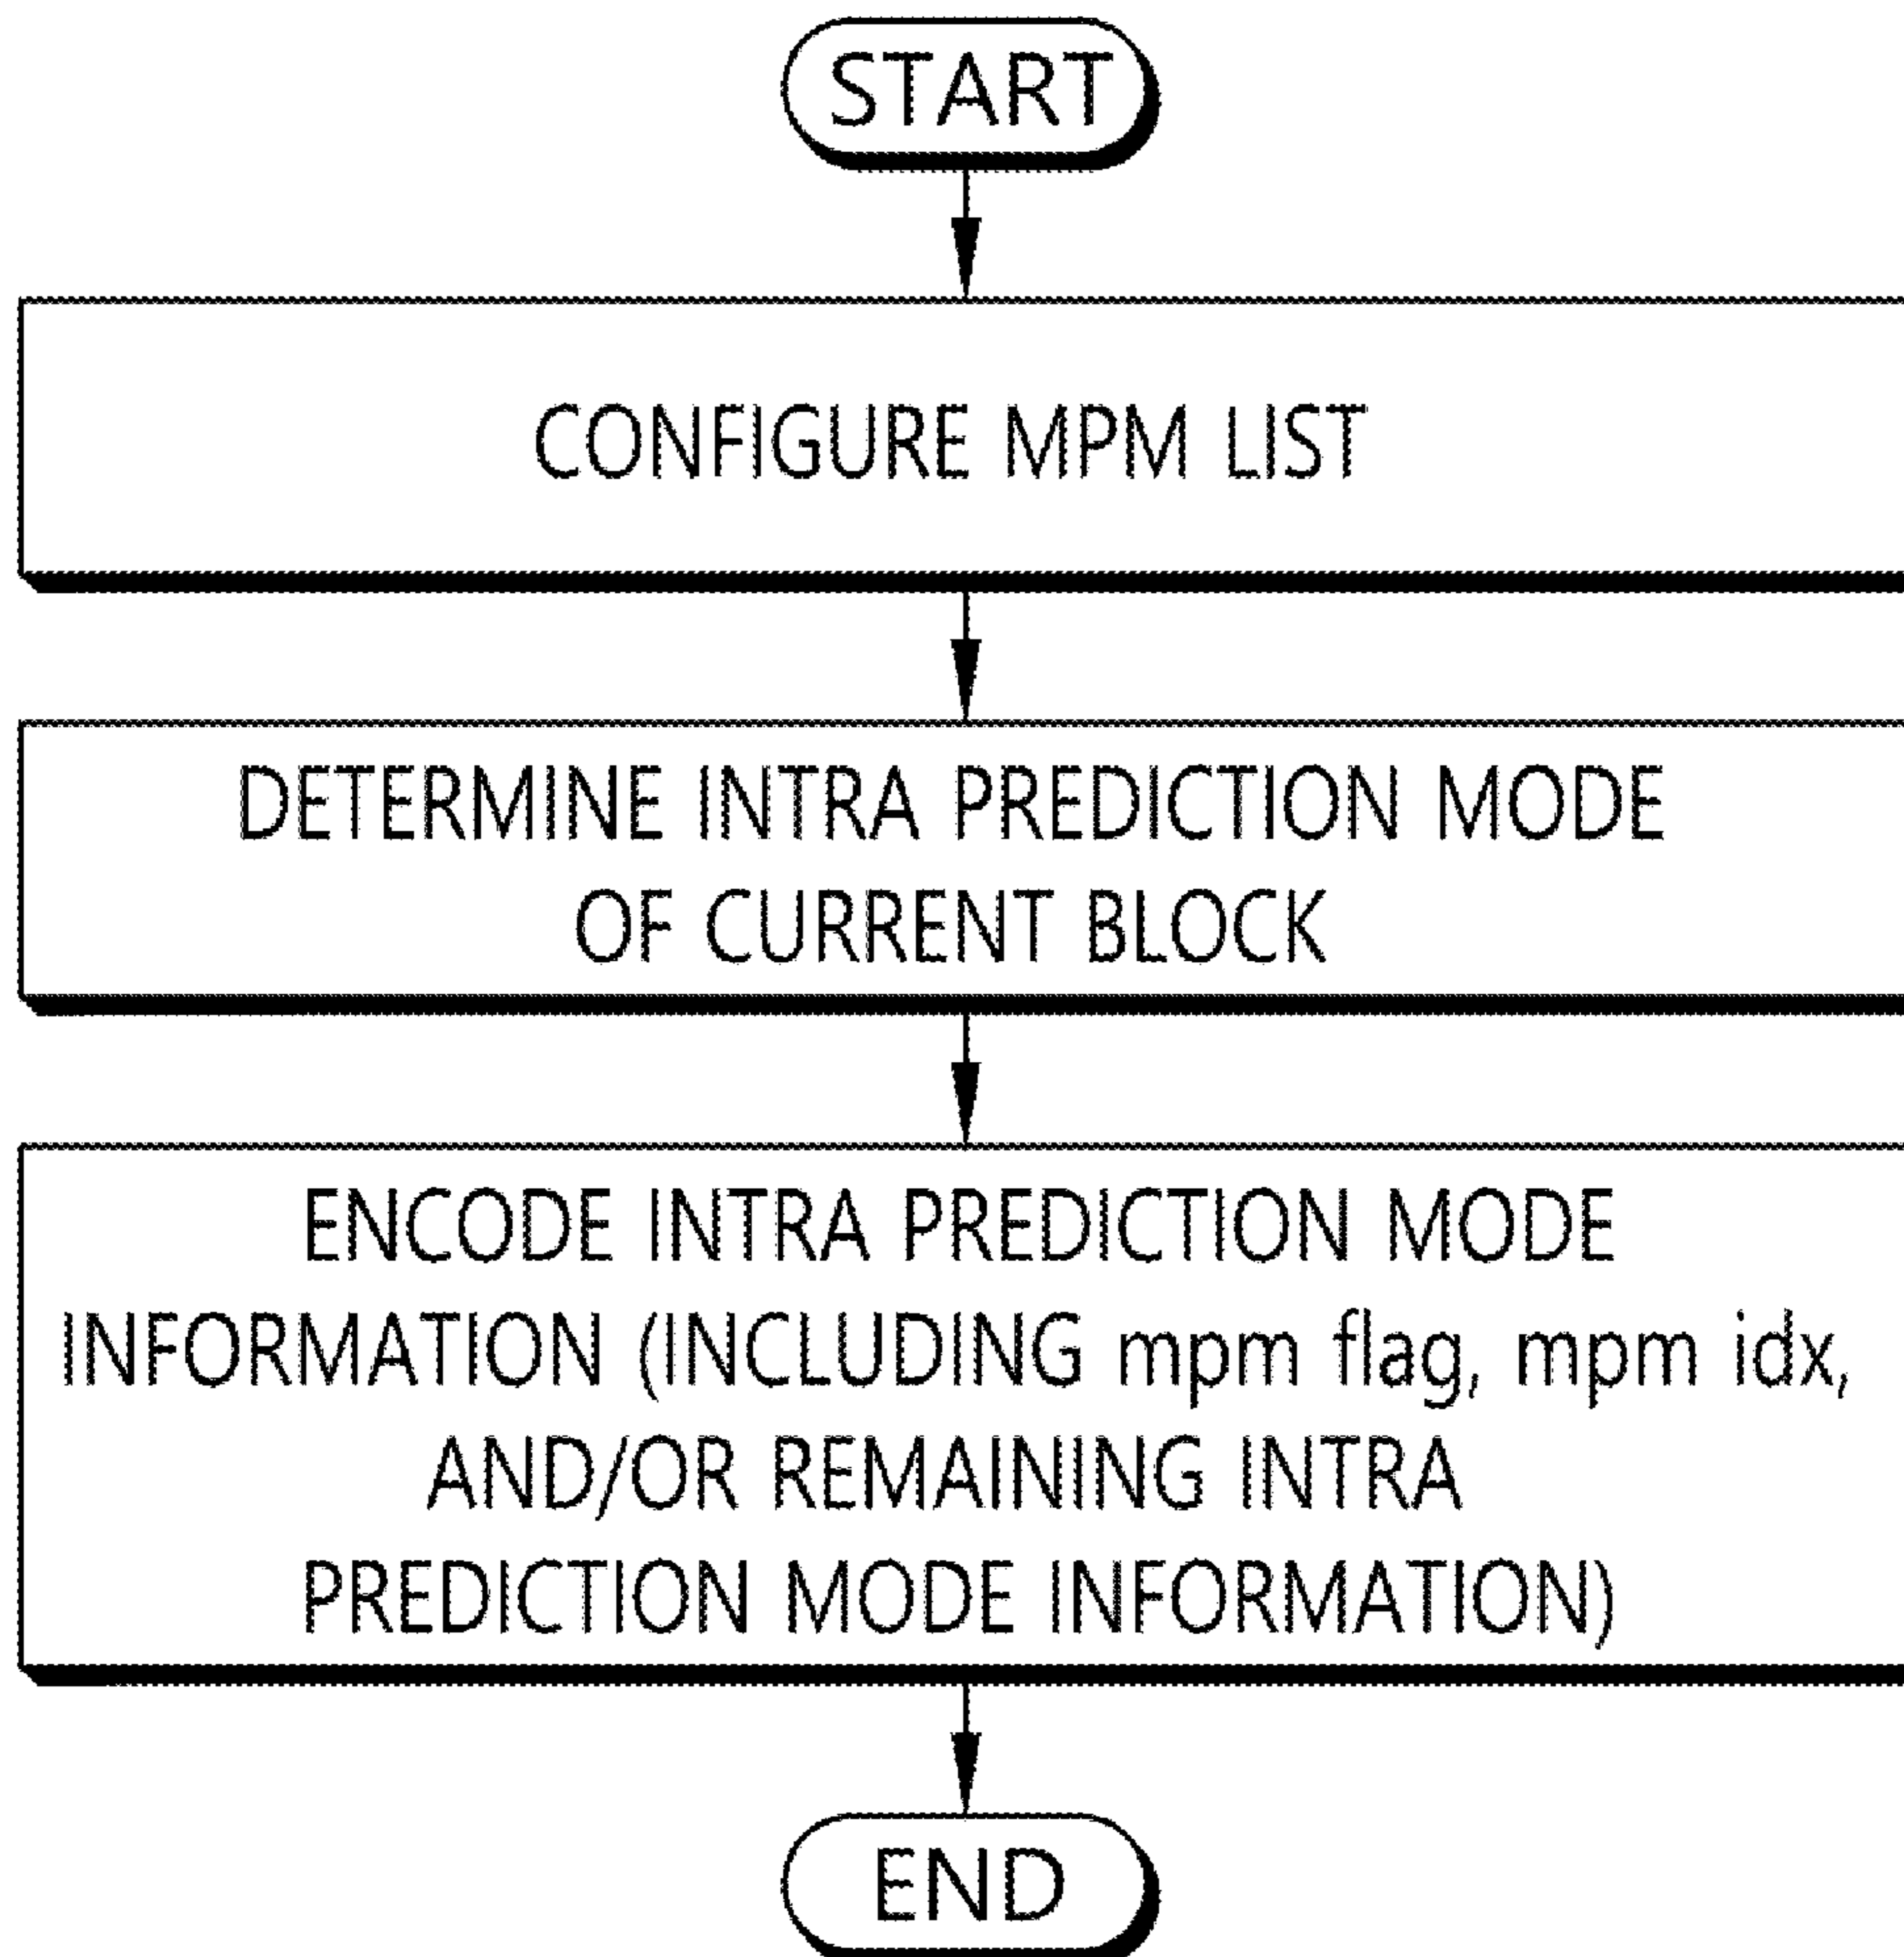 START
CONFIGURE MPM LIST
DETERMINE INTRA PREDICTION MODE
OF CURRENT BLOCK
ENCODE INTRA PREDICTION MODE
INFORMATION (INCLUDING mpm flag, mpm idx,
AND/OR REMAINING INTRA
PREDICTION MODE INFORMATION)
END